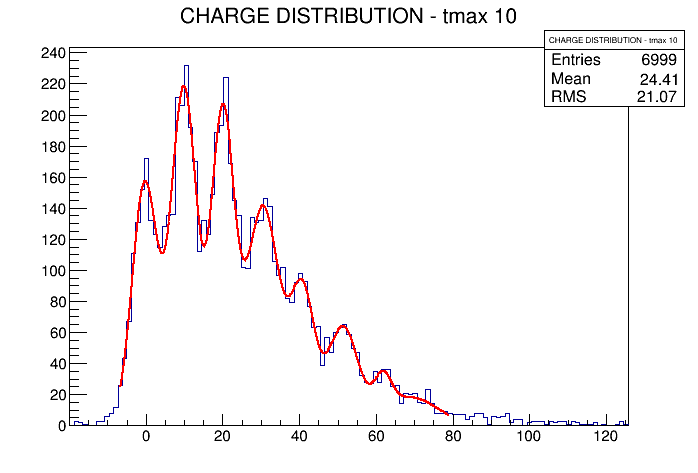 CHARGE DISTRIBUTION - tmax 10
CHARGE DISTRIBUTION - tmax 10
Entries 6999
Mean 24.41
RMS 21.07
240
220
200
180
160
140
120
100
80
60
40
20
0
0 20 40 60 80 100 120